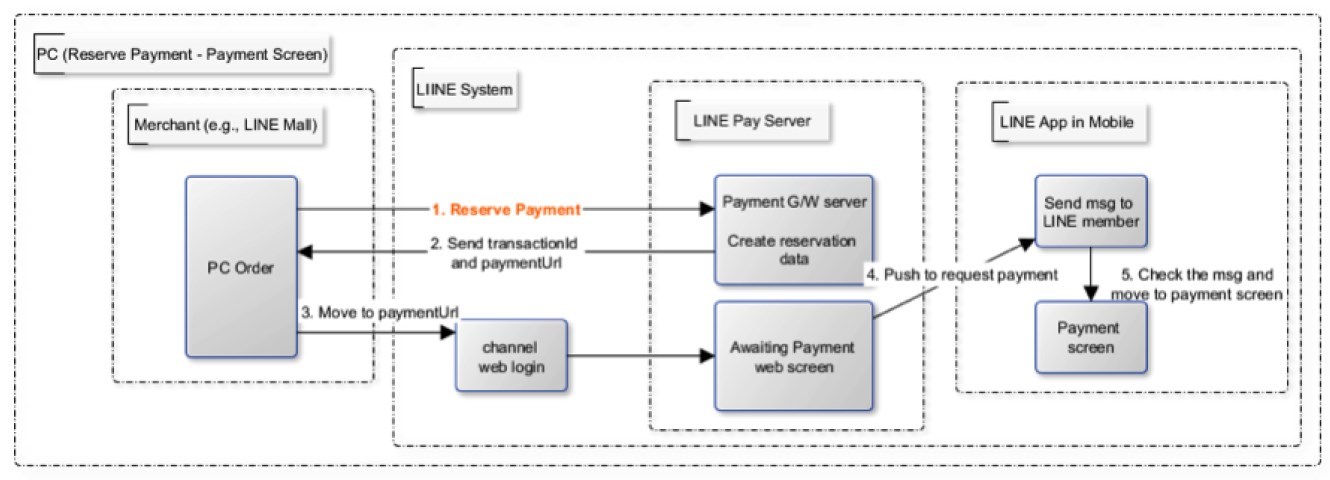 PC (Reserve Payment - Payment Screen)
LIINE System
Merchant (e.g., LINE Mall)
LINE Pay Server
LINE App in Mobile
PC Order
1. Reserve Payment
2. Send transactionId
and paymentUrl
3. Move to paymentUrl
channel
web login
Payment G/W server
Create reservation
data
Awaiting Payment
web screen
4. Push to request payment
Send msg to
LINE member
5. Check the msg and
move to payment screen
Payment
screen